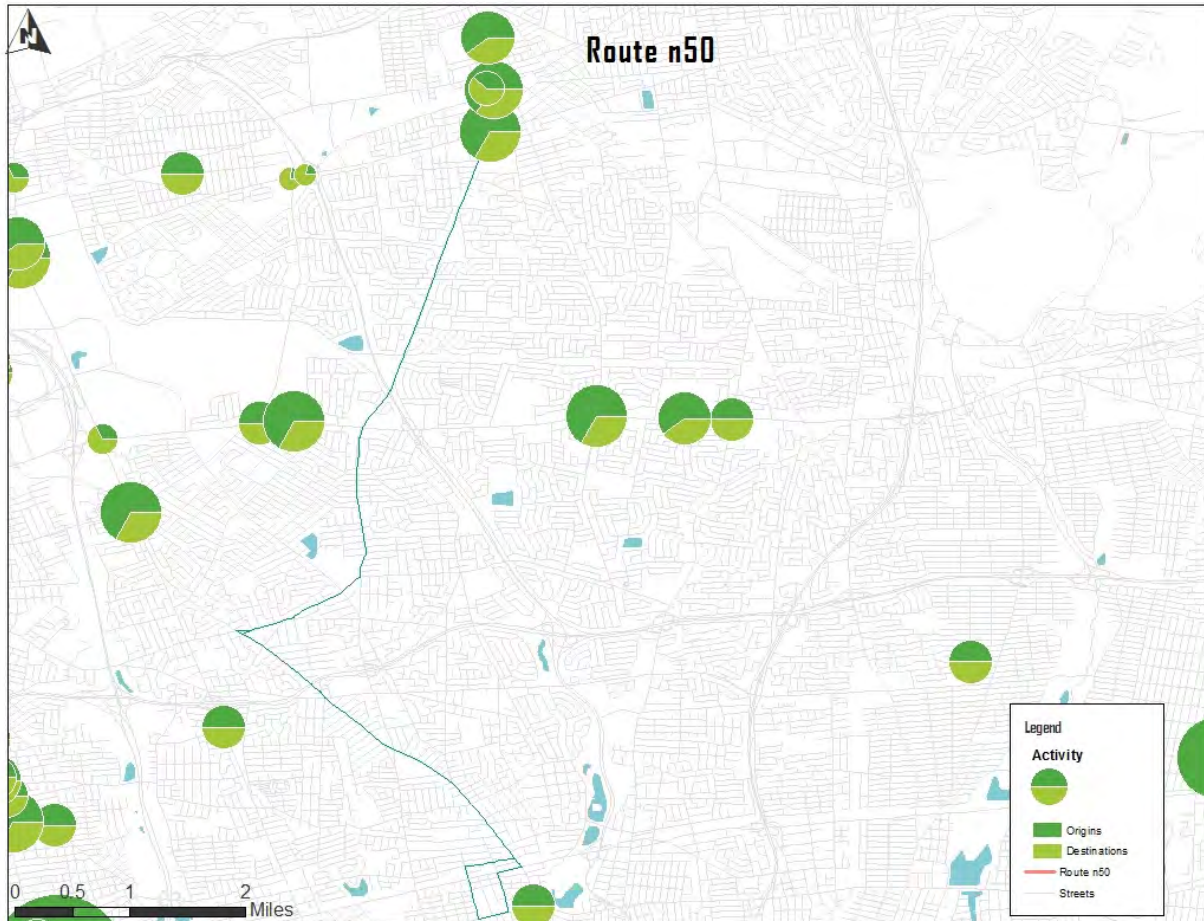 N
Route n50
Legend
Activity
Origins
Destinations
Route n50
Streets
0 0.5 1 2
Miles